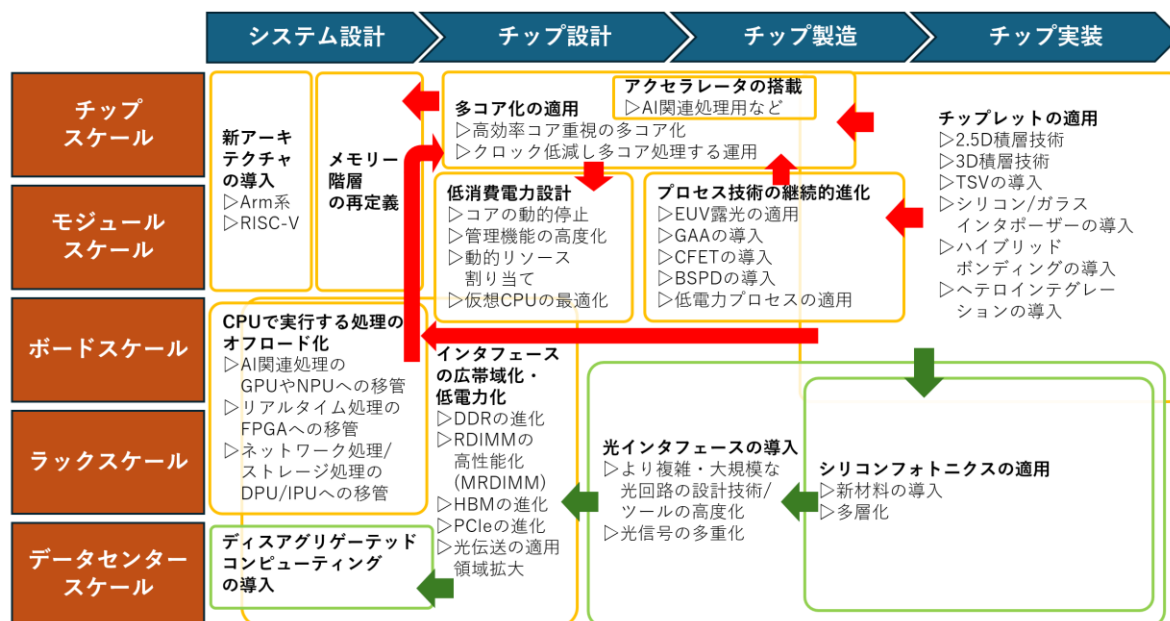 システム設計
チップ設計
チップ製造
チップ実装
チップ
スケール
モジュール
スケール
ボードスケール
ラックスケール
データセンター
スケール
新アーキ
テクチャ
の導入
▷Arm系
▷RISC-V
メモリー
階層
の再定義
多コア化の適用
▷高効率コア重視の多コア化
▷クロック低減し多コア処理する運用
アクセラレータの搭載
▷AI関連処理用など
低消費電力設計
▷コアの動的停止
▷管理機能の高度化
▷動的リソース
割り当て
▷仮想CPUの最適化
プロセス技術の継続的進化
▷EUV露光の適用
▷GAAの導入
▷CFETの導入
▷BSPDの導入
▷低電力プロセスの適用
チップレットの適用
▷2.5D積層技術
▷3D積層技術
▷TSVの導入
▷シリコン/ガラス
インタポーザーの導入
▷ハイブリッド
ボンディングの導入
▷ヘテロインテグレー
ションの導入
CPUで実行する処理の
オフロード化
▷AI関連処理の
GPUやNPUへの移管
▷リアルタイム処理の
FPGAへの移管
▷ネットワーク処理/
ストレージ処理の
DPU/IPUへの移管
インタフェース
の広帯域化・
低電力化
▷DDRの進化
▷RDIMMの
高性能化
(MRDIMM)
▷HBMの進化
▷PCIeの進化
▷光伝送の適用
領域拡大
光インタフェースの導入
▷より複雑・大規模な
光回路の設計技術/
ツールの高度化
▷光信号の多重化
シリコンフォトニクスの適用
▷新材料の導入
▷多層化
ディスアグリゲーテッド
コンピューティング
の導入